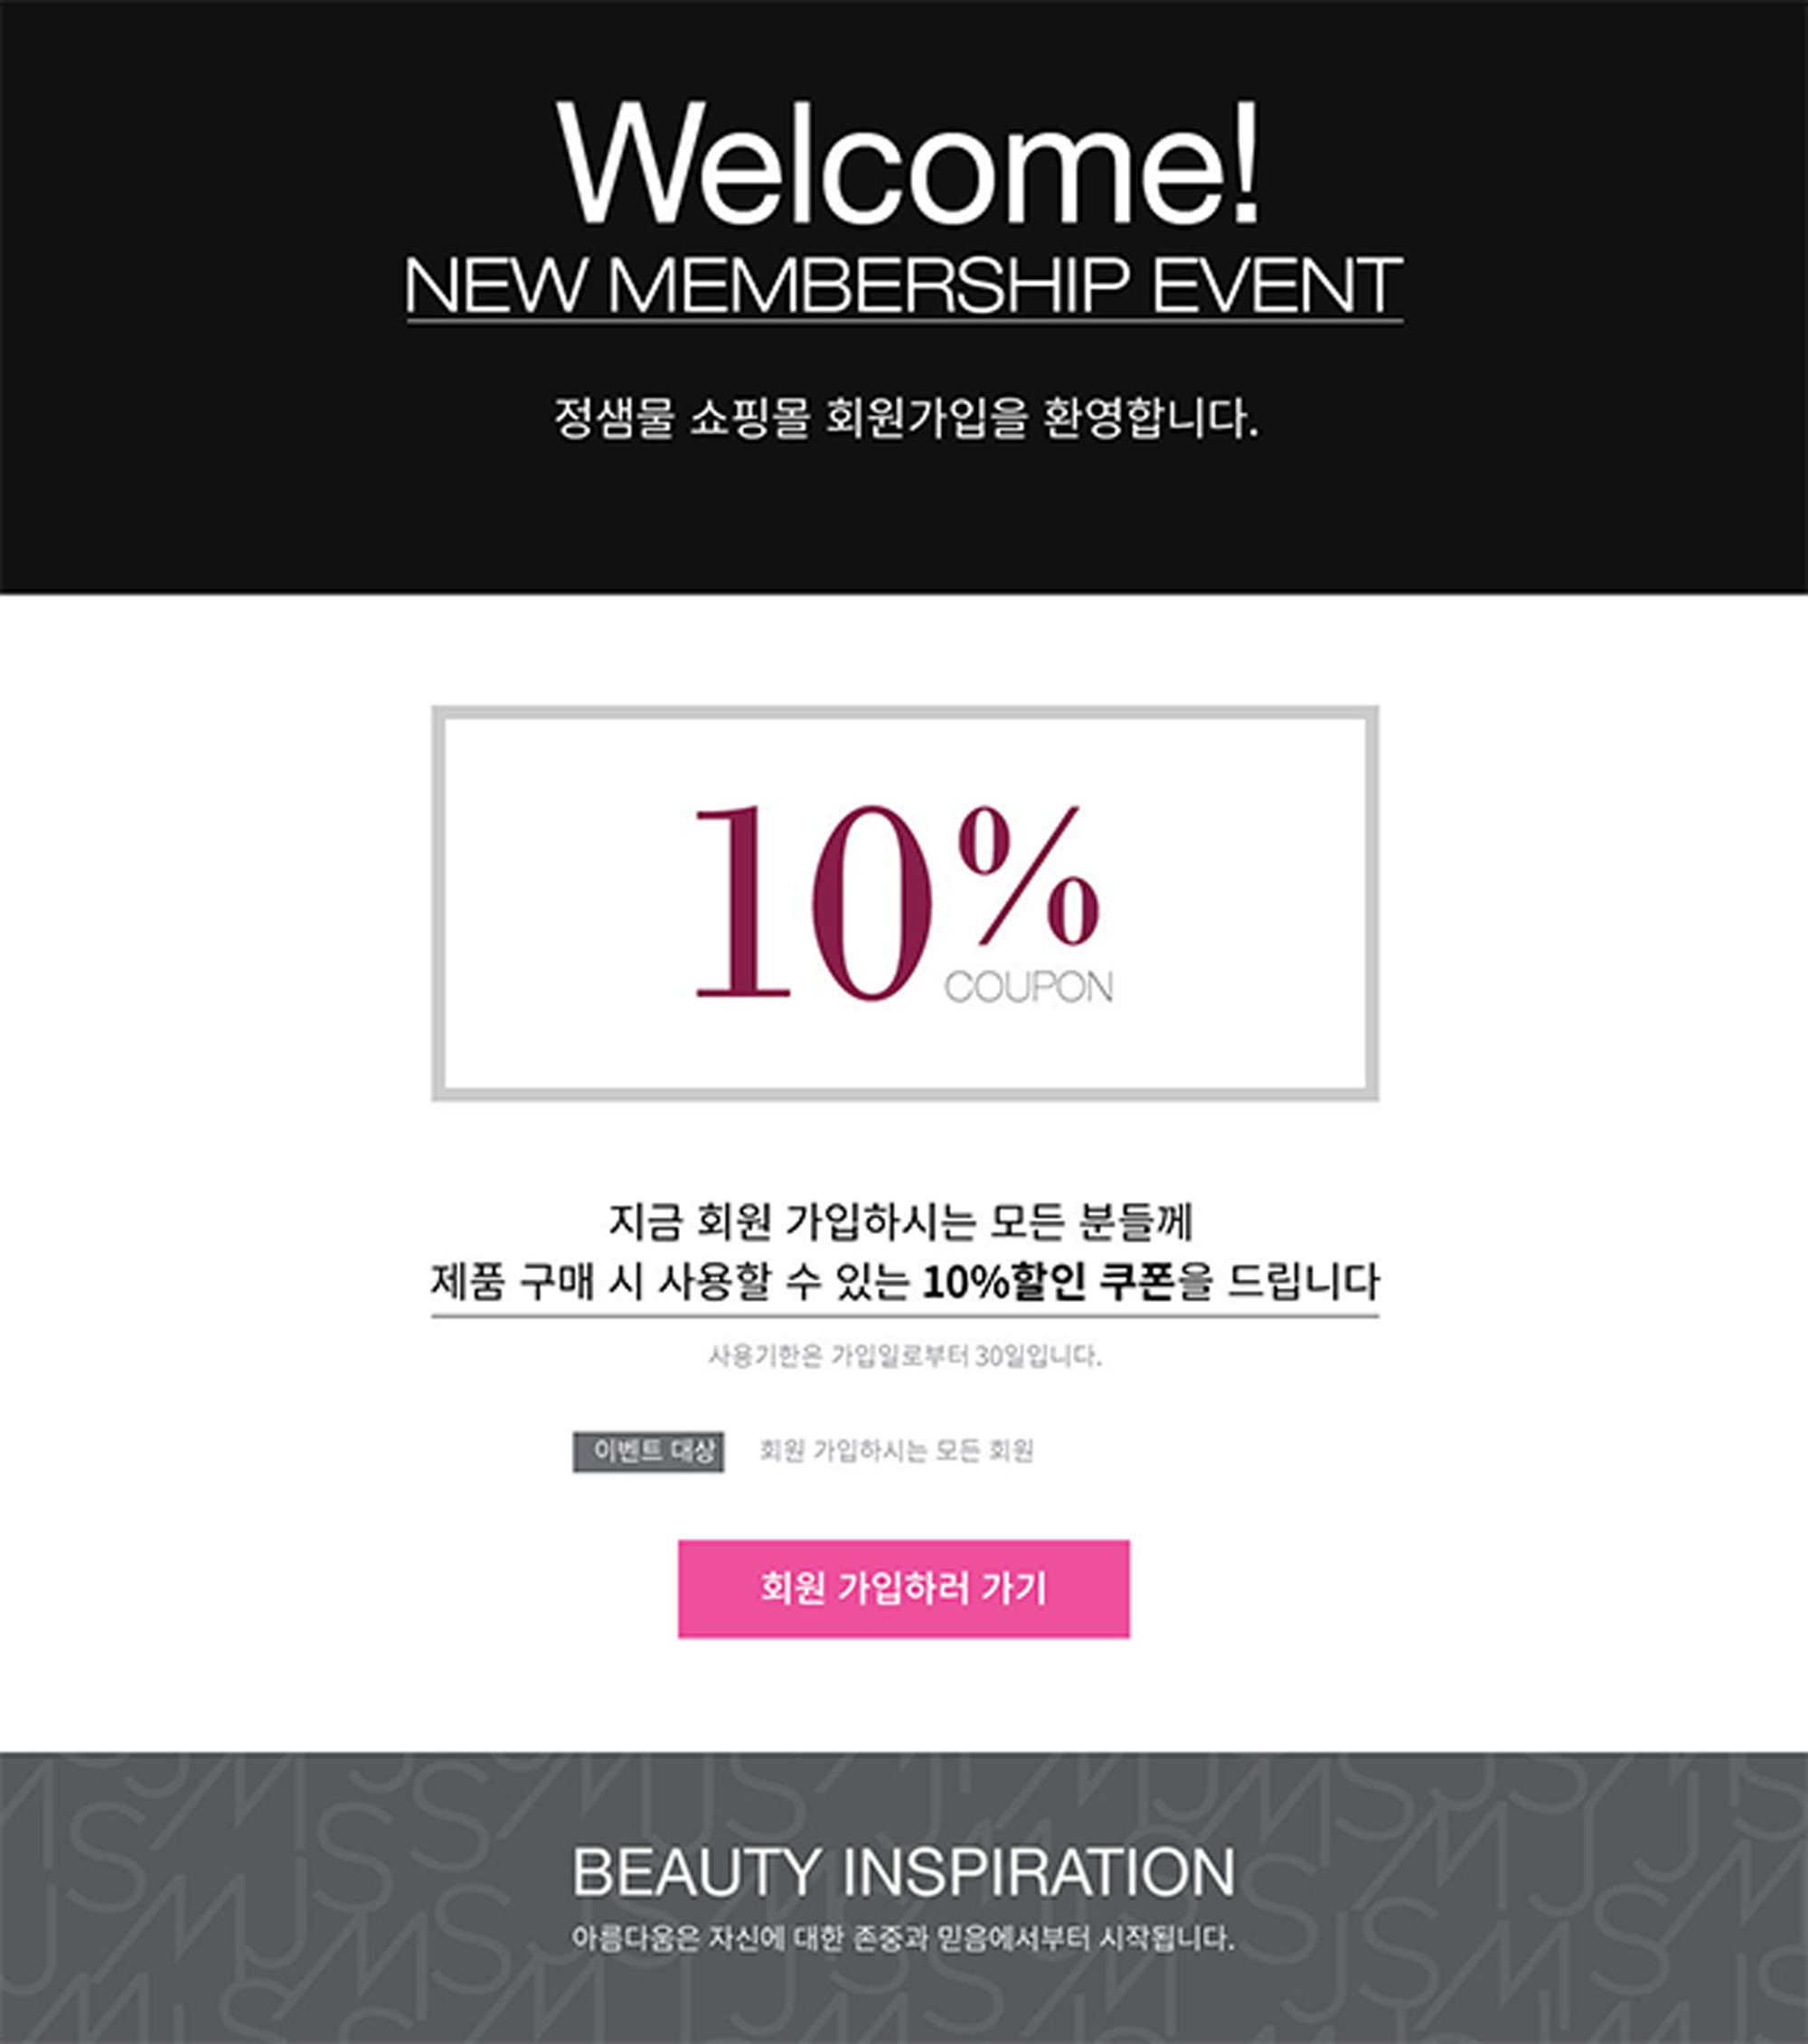 Welcome!
NEW MEMBERSHIP EVENT
정샘물 쇼핑몰 회원가입을 환영합니다.
10%
COUPON
지금 회원 가입하시는 모든 분들께
제품 구매 시 사용할 수 있는 10%할인 쿠폰을 드립니다
사용기한은 가입일로부터 30일입니다.
이벤트 대상 회원 가입하시는 모든 회원
회원 가입하러 가기
BEAUTY INSPIRATION
아름다움은 자신에 대한 존중과 믿음에서부터 시작됩니다.